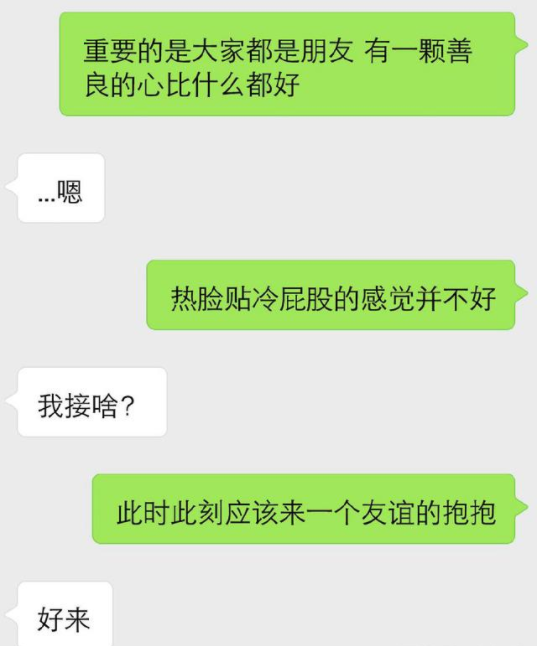 重要的是大家都是朋友 有一颗善
良的心比什么都好
...嗯
热脸贴冷屁股的感觉并不好
我接啥?
此时此刻应该来一个友谊的抱抱
好来